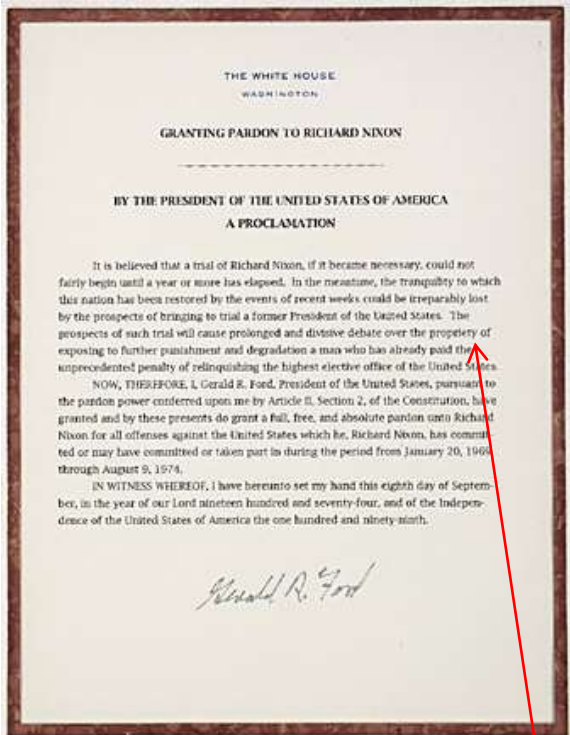 THE WHITE HOUSE
WASHINGTON
GRANTING PARDON TO RICHARD NIXON
BY THE PRESIDENT OF THE UNITED STATES OF AMERICA
A PROCLAMATION
It is believed that a trial of Richard Nixon, if it became necessary, could not
fairly begin until a year or more has elapsed. In the meantime, the tranquility to which
this nation has been restored by the events of recent weeks could be irreparably lost
by the prospects of bringing to trial a former President of the United States. The
prospects of such trial will cause prolonged and divisive debate over the propriety of
exposing to further punishment and degradation a man who has already paid the
unprecedented penalty of relinquishing the highest elective office of the United States.
NOW, THEREFORE, I, Gerald R. Ford, President of the United States, pursuant to
the pardon power conferred upon me by Article II, Section 2, of the Constitution, have
granted and by these presents do grant a full, free, and absolute pardon unto Richard
Nixon for all offenses against the United States which he, Richard Nixon, has commit-
ted or may have committed or taken part in during the period from January 20, 1969
through August 9, 1974.
IN WITNESS WHEREOF, I have hereunto set my hand this eighth day of Septem-
ber, in the year of our Lord nineteen hundred and seventy-four, and of the Indepen-
dence of the United States of America the one hundred and ninety-ninth.
Gerald R. Ford